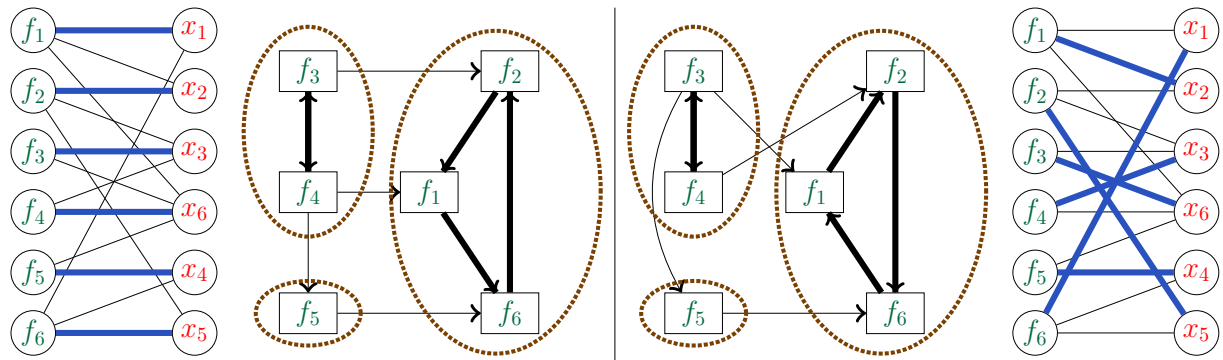 f₁ x₁ f₃ f₂ f₃ f₂ f₁ x₁
f₂ x₂ f₂ x₂
f₃ x₃ f₃ x₃
f₄ x₆ f₄ f₁ f₄ f₁ f₄ x₆
f₅ x₄ f₅ x₄
f₆ x₅ f₅ f₆ f₅ f₆ f₆ x₅